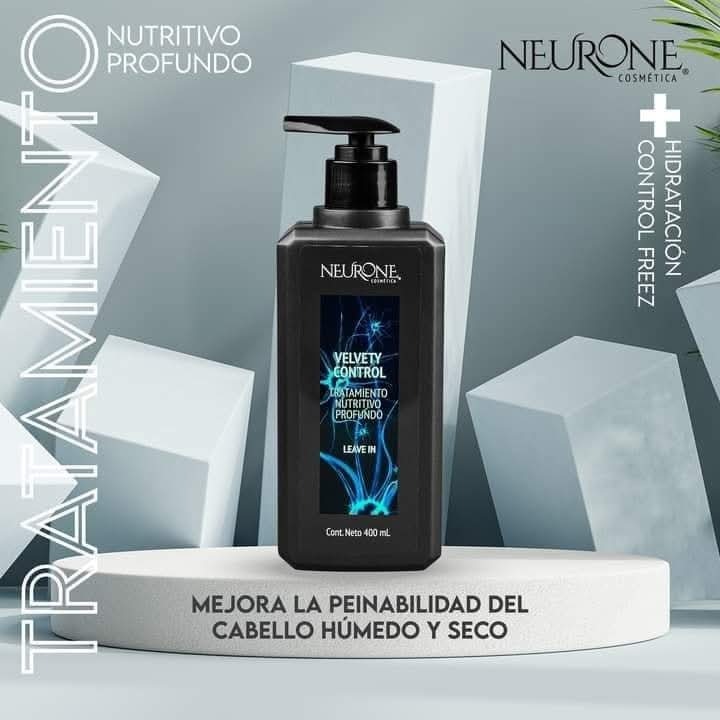 TRATAMIENTO
NUTRITIVO
PROFUNDO
NEURONE
COSMÉTICA®
+
HIDRATACIÓN
CONTROL FREEZ
NEURONE
COSMÉTICA
VELVETY
CONTROL
TRATAMIENTO
NUTRITIVO
PROFUNDO
LEAVE IN
Cont. Neto 400 mL
MEJORA LA PEINABILIDAD DEL
CABELLO HÚMEDO Y SECO